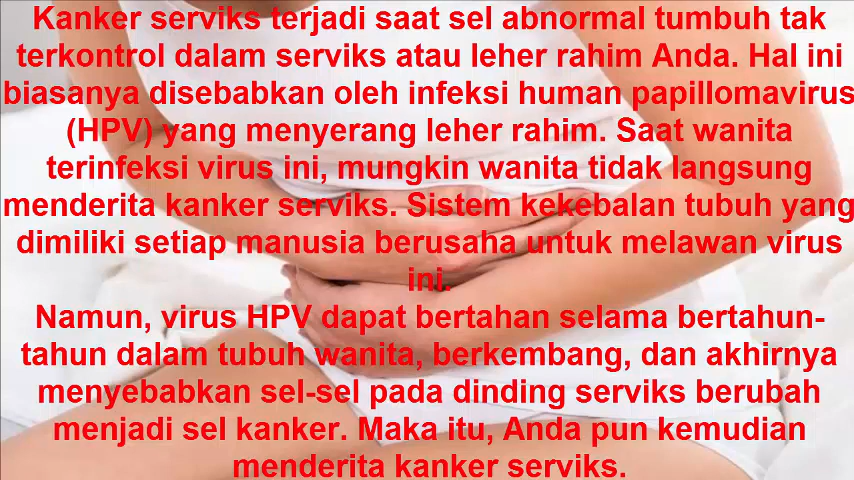 Kanker serviks terjadi saat sel abnormal tumbuh tak
terkontrol dalam serviks atau leher rahim Anda. Hal ini
biasanya disebabkan oleh infeksi human papillomavirus
(HPV) yang menyerang leher rahim. Saat wanita
terinfeksi virus ini, mungkin wanita tidak langsung
menderita kanker serviks. Sistem kekebalan tubuh yang
dimiliki setiap manusia berusaha untuk melawan virus
ini.
Namun, virus HPV dapat bertahan selama bertahun-
tahun dalam tubuh wanita, berkembang, dan akhirnya
menyebabkan sel-sel pada dinding serviks berubah
menjadi sel kanker. Maka itu, Anda pun kemudian
menderita kanker serviks.